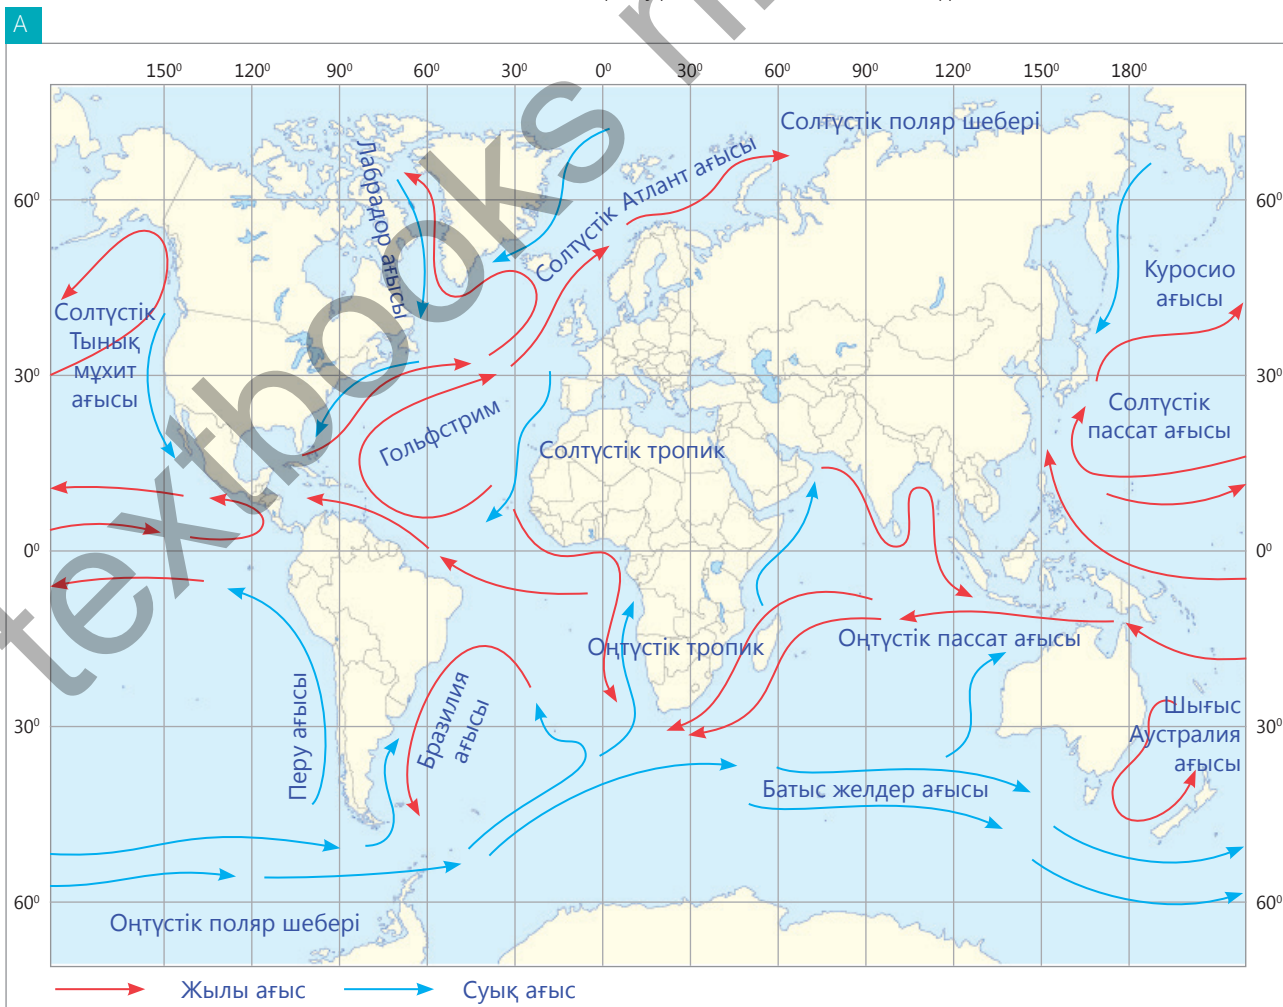 A
150⁰ 120⁰ 90⁰ 60⁰ 30⁰ 0⁰ 30⁰ 60⁰ 90⁰ 120⁰ 150⁰ 180⁰
Солтүстік поляр шебері
Лабрадор ағысы
Солтүстік Атлант ағысы
60⁰ 60⁰
Куросио
ағысы
Солтүстік
Тынық
мұхит
ағысы
30⁰ 30⁰
Гольфстрим
Солтүстік
пассат ағысы
Солтүстік тропик
0⁰ 0⁰
Оңтүстік тропик
Оңтүстік пассат ағысы
Перу ағысы
Бразилия
ағысы
30⁰ 30⁰
Шығыс
Аустралия
ағысы
Батыс желдер ағысы
60⁰ 60⁰
Оңтүстік поляр шебері
Жылы ағыс Суық ағыс
textbooks